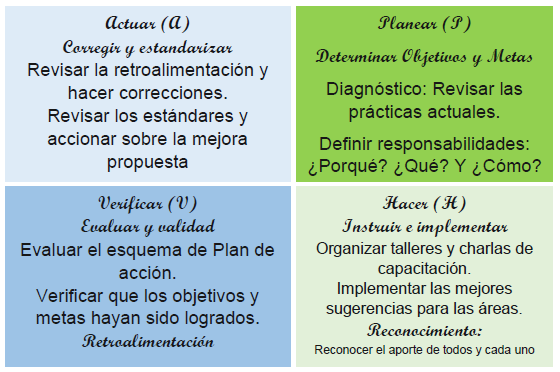 Actuar (A)
Corregir y estandarizar
Revisar la retroalimentación y
hacer correcciones.
Revisar los estándares y
accionar sobre la mejora
propuesta
Planear (P)
Determinar Objetivos y Metas
Diagnóstico: Revisar las
prácticas actuales.
Definir responsabilidades:
¿Porqué? ¿Qué? Y ¿Cómo?
Verificar (V)
Evaluar y validad
Evaluar el esquema de Plan de
acción.
Verificar que los objetivos y
metas hayan sido logrados.
Retroalimentación
Hacer (H)
Instruir e implementar
Organizar talleres y charlas de
capacitación.
Implementar las mejores
sugerencias para las áreas.
Reconocimiento:
Reconocer el aporte de todos y cada uno